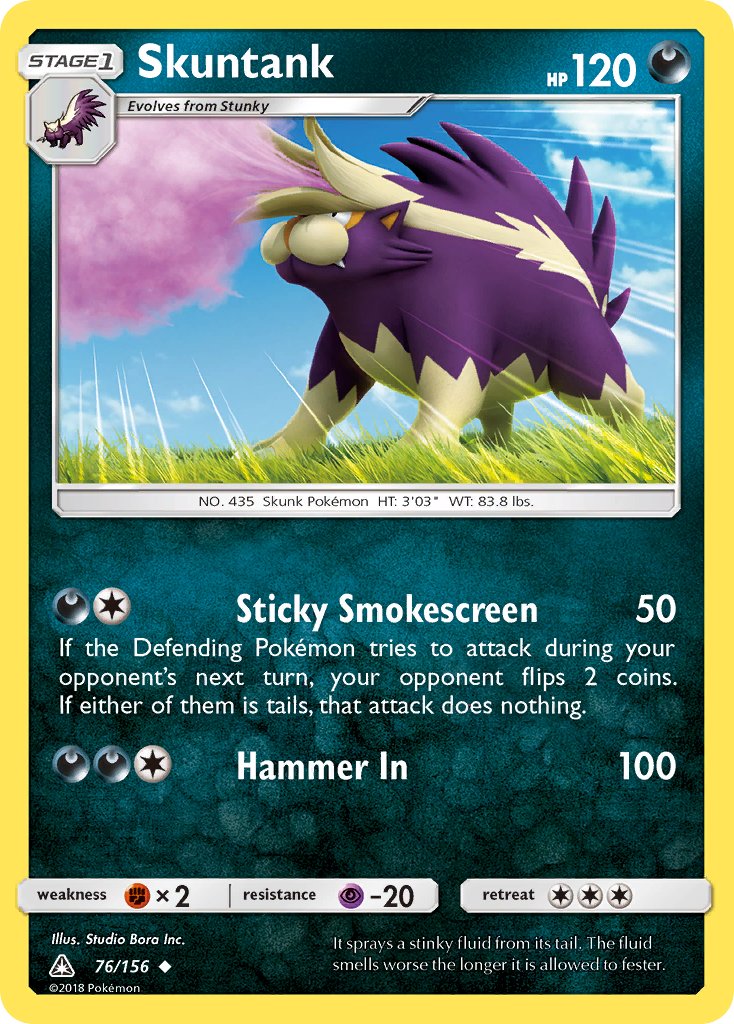 STAGE 1
Skuntank
HP 120
Evolves from Stunky
NO. 435 Skunk Pokémon HT: 3'03" WT: 83.8 lbs.
Sticky Smokescreen 50
If the Defending Pokémon tries to attack during your
opponent's next turn, your opponent flips 2 coins.
If either of them is tails, that attack does nothing.
Hammer In 100
weakness × 2 resistance -20 retreat
Illus. Studio Bora Inc.
76/156
©2018 Pokémon
It sprays a stinky fluid from its tail. The fluid
smells worse the longer it is allowed to fester.